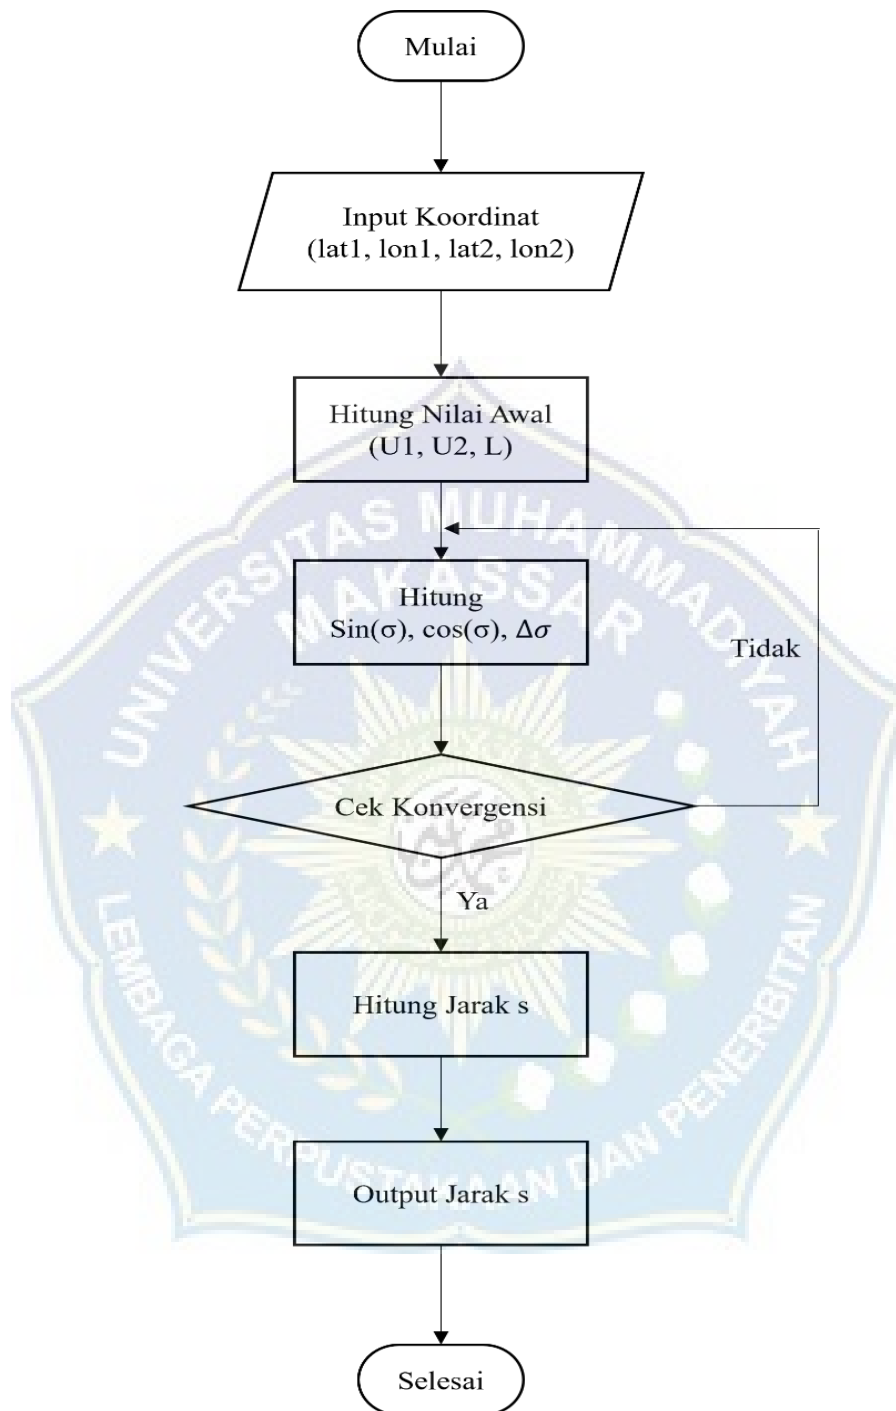 Mulai
Input Koordinat
(lat1, lon1, lat2, lon2)
Hitung Nilai Awal
(U1, U2, L)
UNIVERSITAS MUHAMMADIYAH
MAKASSAR
Hitung
Sin(σ), cos(σ), Δσ
Tidak
Cek Konvergensi
Ya
Hitung Jarak s
Output Jarak s
LEMBAGA PERPUSTAKAAN DAN PENERBITAN
Selesai